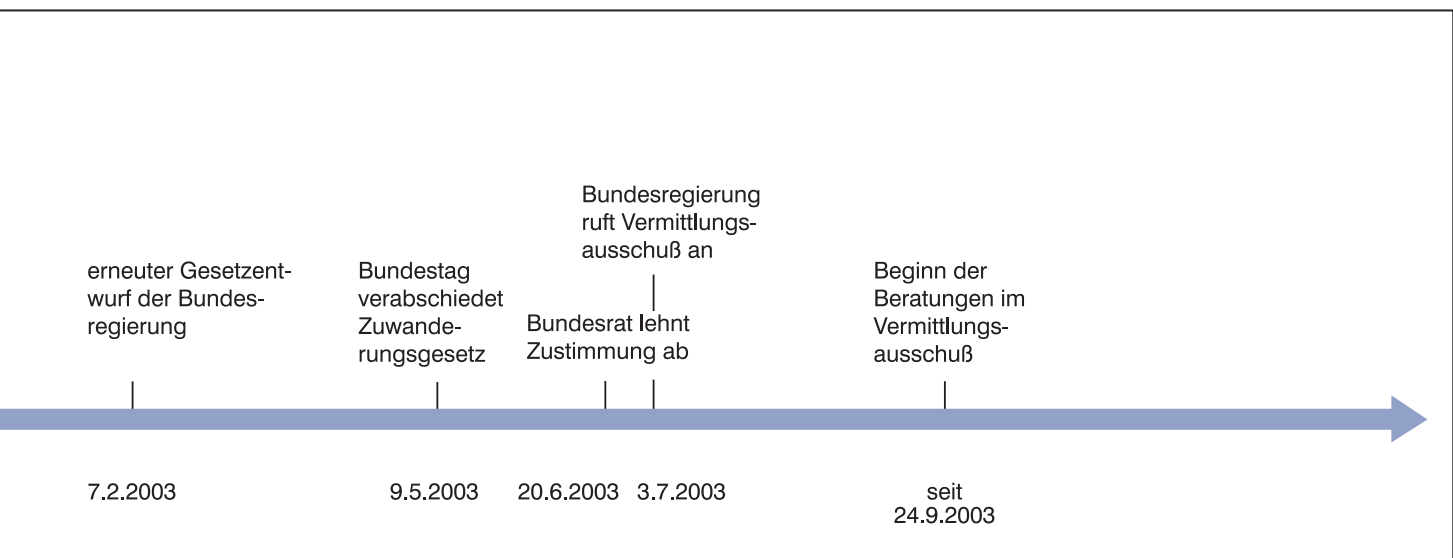 erneuter Gesetzent-
wurf der Bundes-
regierung
Bundestag
verabschiedet
Zuwande-
rungsgesetz
Bundesrat lehnt
Zustimmung ab
Bundesregierung
ruft Vermittlungs-
ausschuß an
Beginn der
Beratungen im
Vermittlungs-
ausschuß
7.2.2003
9.5.2003
20.6.2003
3.7.2003
seit
24.9.2003